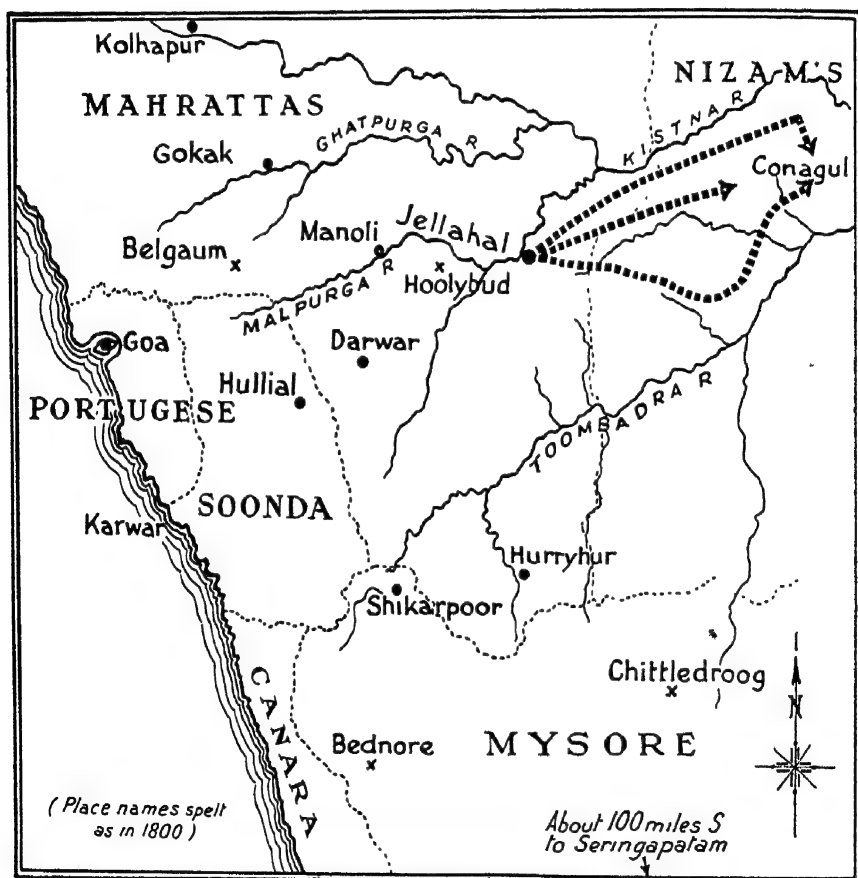 Kolhapur
NIZAM'S
MAHRATTAS
GHATPURGA R
KISTNA R
Gokak
Conagul
Manoli
Jellahal
Belgaum
Hoolybud
MALPURGA R
Goa
Darwar
Hullial
PORTUGESE
TOOMBADRA R
SOONDA
Karwar
Hurryhur
Shikarpoor
Chittledroog
CANARA
N
Bednore
MYSORE
( Place names spelt
as in 1800 )
About 100 miles S
to Seringapatam